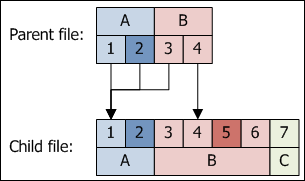 A B
Parent file:
1 2 3 4
Child file:
1 2 3 4 5 6 7
A B C